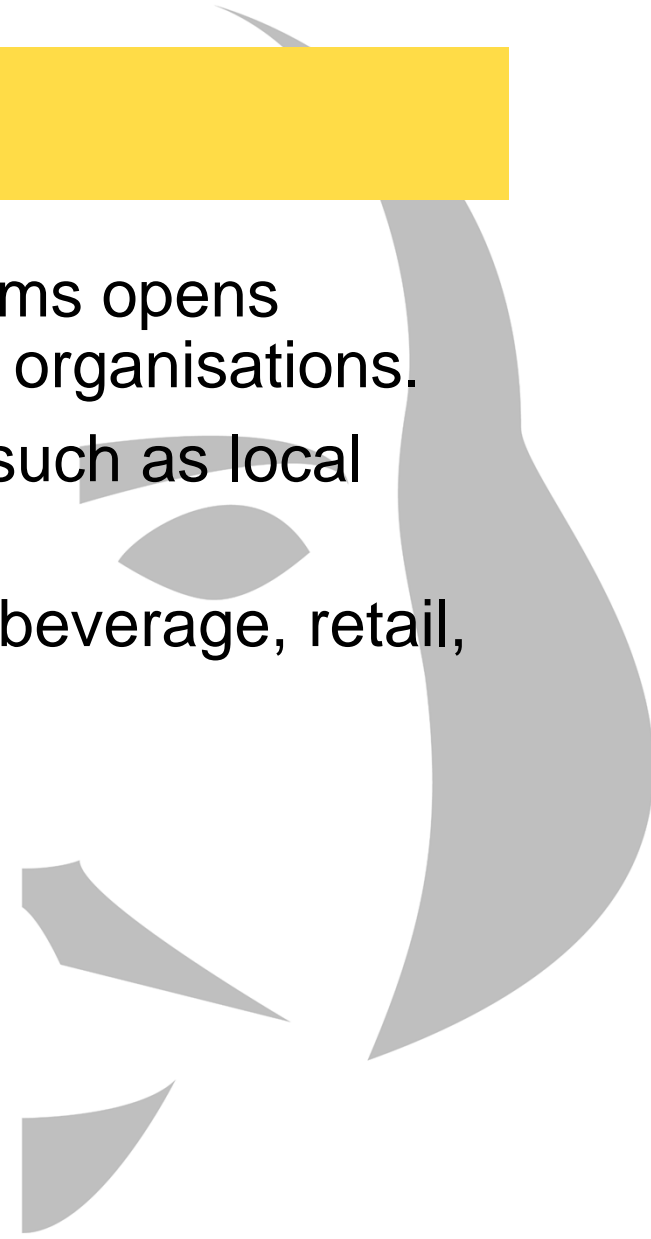 ms opens
organisations.
such as local
beverage, retail,